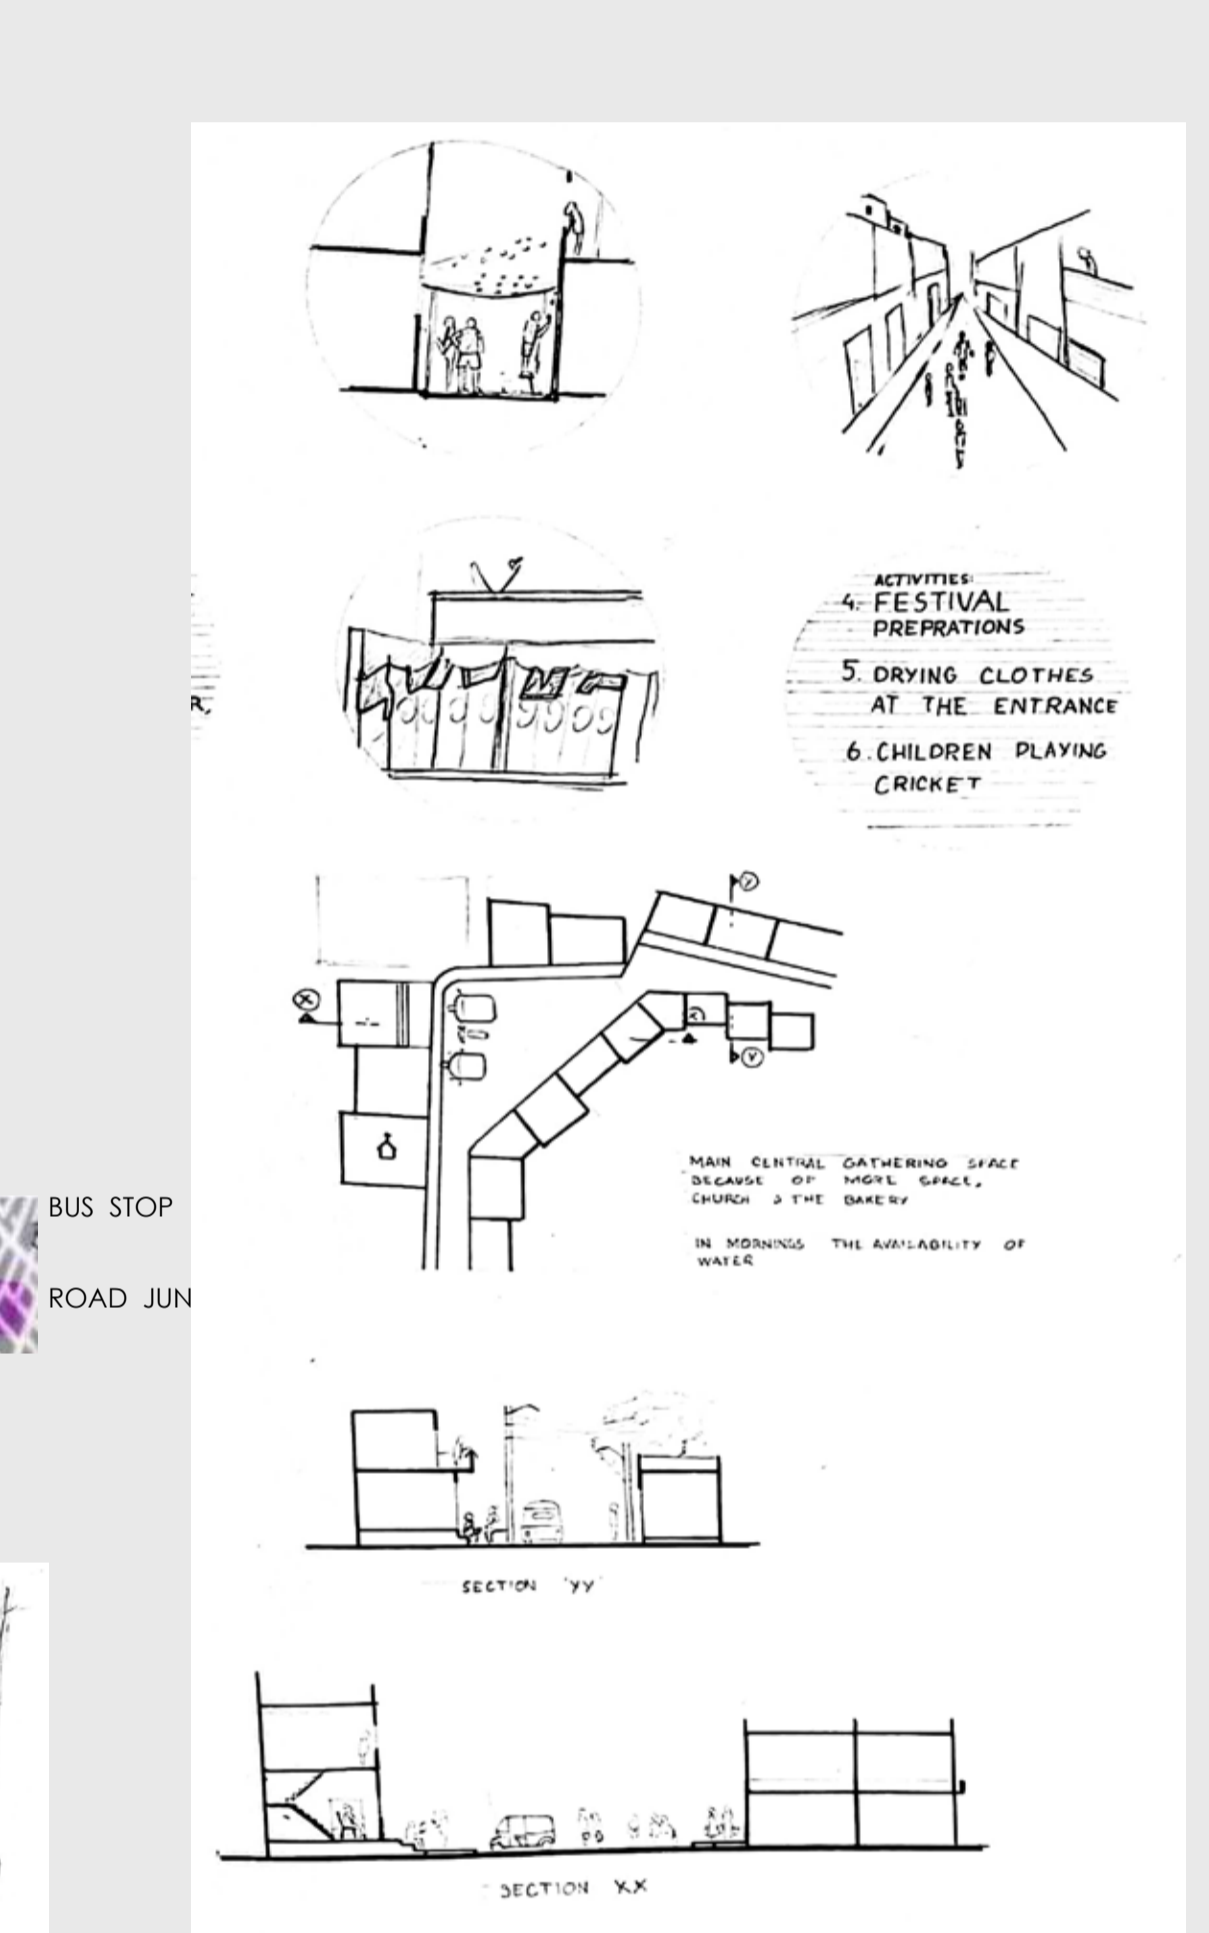 ACTIVITIES:
4. FESTIVAL
PREPRATIONS
5. DRYING CLOTHES
AT THE ENTRANCE
6. CHILDREN PLAYING
CRICKET
R,
Y
X
X
Y
MAIN CENTRAL GATHERING SPACE
BECAUSE OF MORE SPACE,
CHURCH & THE BAKERY
IN MORNINGS THE AVAILABILITY OF
WATER
BUS STOP
ROAD JUN
SECTION 'YY'
SECTION XX